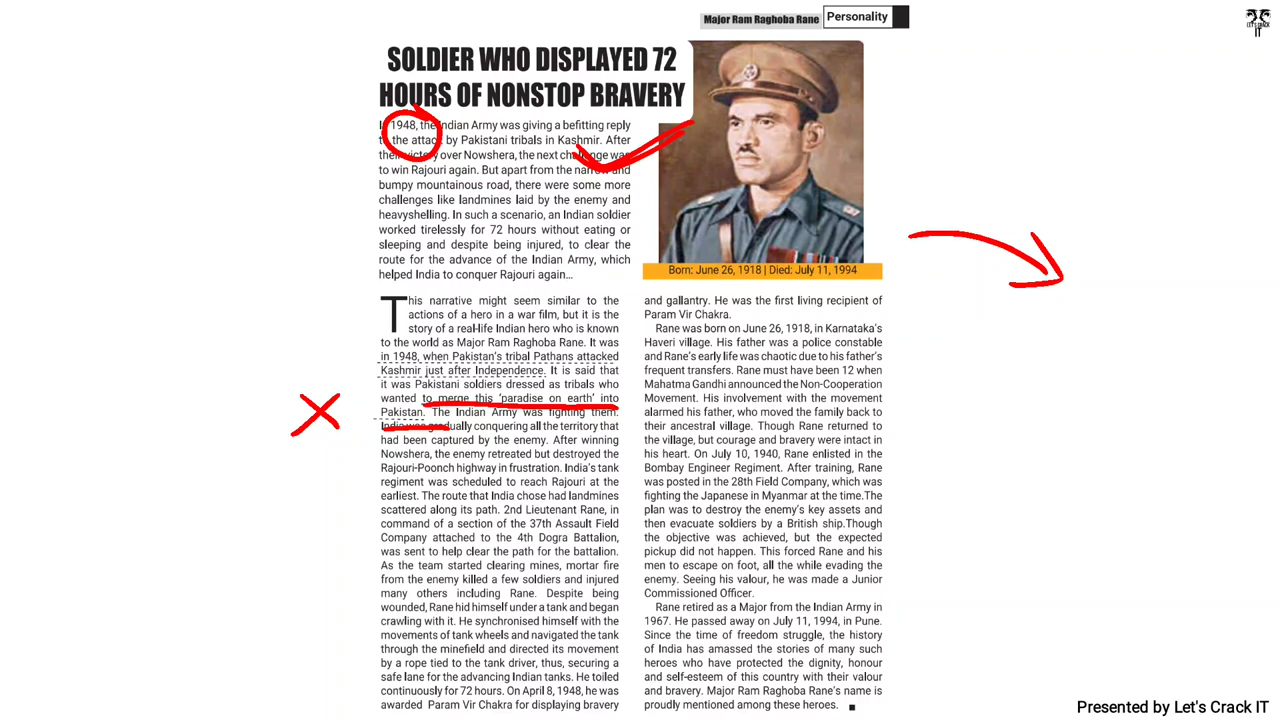 Major Ram Raghoba Rane Personality
LET'S CRACK
IT
SOLDIER WHO DISPLAYED 72
HOURS OF NONSTOP BRAVERY
In 1948, the Indian Army was giving a befitting reply
to the attack by Pakistani tribals in Kashmir. After
their victory over Nowshera, the next challenge was
to win Rajouri again. But apart from the narrow and
bumpy mountainous road, there were some more
challenges like landmines laid by the enemy and
heavyshelling. In such a scenario, an Indian soldier
worked tirelessly for 72 hours without eating or
sleeping and despite being injured, to clear the
route for the advance of the Indian Army, which
helped India to conquer Rajouri again...
Born: June 26, 1918 | Died: July 11, 1994
This narrative might seem similar to the
actions of a hero in a war film, but it is the
story of a real-life Indian hero who is known
to the world as Major Ram Raghoba Rane. It was
in 1948, when Pakistan's tribal Pathans attacked
Kashmir just after Independence. It is said that
it was Pakistani soldiers dressed as tribals who
wanted to merge this 'paradise on earth' into
Pakistan. The Indian Army was fighting them.
India was gradually conquering all the territory that
had been captured by the enemy. After winning
Nowshera, the enemy retreated but destroyed the
Rajouri-Poonch highway in frustration. India's tank
regiment was scheduled to reach Rajouri at the
earliest. The route that India chose had landmines
scattered along its path. 2nd Lieutenant Rane, in
command of a section of the 37th Assault Field
Company attached to the 4th Dogra Battalion,
was sent to help clear the path for the battalion.
As the team started clearing mines, mortar fire
from the enemy killed a few soldiers and injured
many others including Rane. Despite being
wounded, Rane hid himself under a tank and began
crawling with it. He synchronised himself with the
movements of tank wheels and navigated the tank
through the minefield and directed its movement
by a rope tied to the tank driver, thus, securing a
safe lane for the advancing Indian tanks. He toiled
continuously for 72 hours. On April 8, 1948, he was
awarded Param Vir Chakra for displaying bravery
and gallantry. He was the first living recipient of
Param Vir Chakra.
Rane was born on June 26, 1918, in Karnataka's
Haveri village. His father was a police constable
and Rane's early life was chaotic due to his father's
frequent transfers. Rane must have been 12 when
Mahatma Gandhi announced the Non-Cooperation
Movement. His involvement with the movement
alarmed his father, who moved the family back to
their ancestral village. Though Rane returned to
the village, but courage and bravery were intact in
his heart. On July 10, 1940, Rane enlisted in the
Bombay Engineer Regiment. After training, Rane
was posted in the 28th Field Company, which was
fighting the Japanese in Myanmar at the time.The
plan was to destroy the enemy's key assets and
then evacuate soldiers by a British ship.Though
the objective was achieved, but the expected
pickup did not happen. This forced Rane and his
men to escape on foot, all the while evading the
enemy. Seeing his valour, he was made a Junior
Commissioned Officer.
Rane retired as a Major from the Indian Army in
1967. He passed away on July 11, 1994, in Pune.
Since the time of freedom struggle, the history
of India has amassed the stories of many such
heroes who have protected the dignity, honour
and self-esteem of this country with their valour
and bravery. Major Ram Raghoba Rane's name is
proudly mentioned among these heroes.
Presented by Let's Crack IT